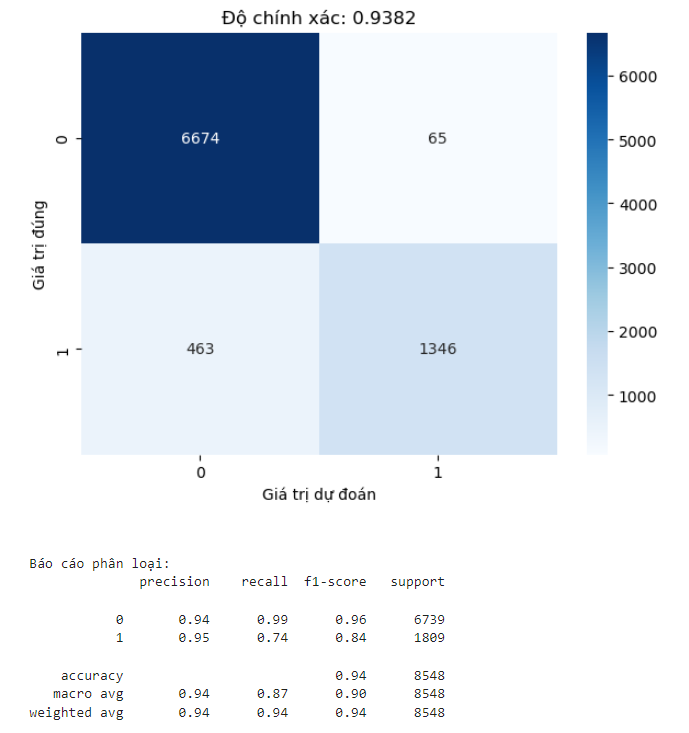 Độ chính xác: 0.9382
6674 65
463 1346
0
1
Giá trị đúng
0 1
Giá trị dự đoán
6000
5000
4000
3000
2000
1000
Báo cáo phân loại:
precision recall f1-score support
0 0.94 0.99 0.96 6739
1 0.95 0.74 0.84 1809
accuracy 0.94 8548
macro avg 0.94 0.87 0.90 8548
weighted avg 0.94 0.94 0.94 8548